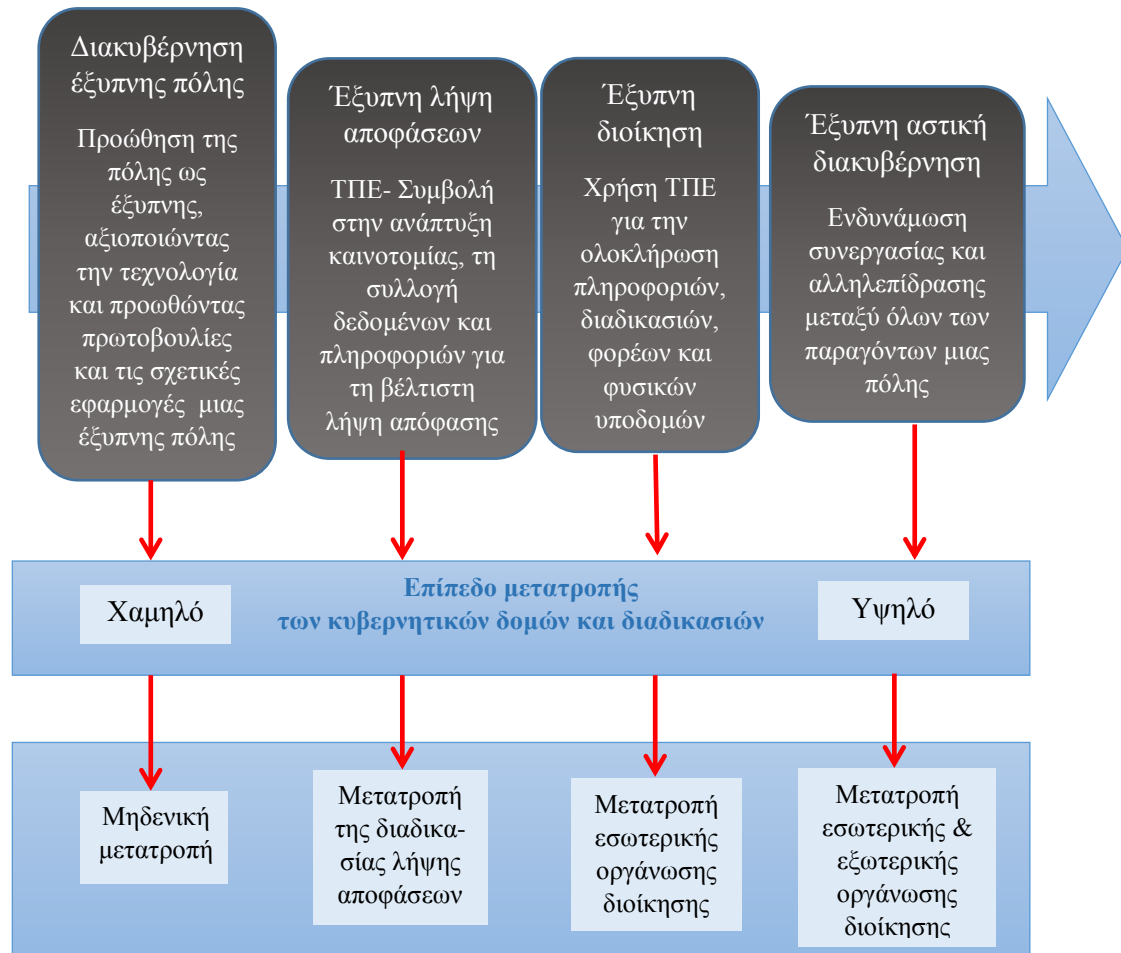 Διακυβέρνηση
έξυπνης πόλης
Προώθηση της
πόλης ως
έξυπνης,
αξιοποιώντας
την τεχνολογία
και προωθώντας
πρωτοβουλίες
και τις σχετικές
εφαρμογές μιας
έξυπνης πόλης
Έξυπνη λήψη
αποφάσεων
ΤΠΕ- Συμβολή
στην ανάπτυξη
καινοτομίας, τη
συλλογή
δεδομένων και
πληροφοριών για
τη βέλτιστη
λήψη απόφασης
Έξυπνη
διοίκηση
Χρήση ΤΠΕ
για την
ολοκλήρωση
πληροφοριών,
διαδικασιών,
φορέων και
φυσικών
υποδομών
Έξυπνη αστική
διακυβέρνηση
Ενδυνάμωση
συνεργασίας και
αλληλεπίδρασης
μεταξύ όλων των
παραγόντων μιας
πόλης
Χαμηλό
Επίπεδο μετατροπής
των κυβερνητικών δομών και διαδικασιών
Υψηλό
Μηδενική
μετατροπή
Μετατροπή
της διαδικα-
σίας λήψης
αποφάσεων
Μετατροπή
εσωτερικής
οργάνωσης
διοίκησης
Μετατροπή
εσωτερικής &
εξωτερικής
οργάνωσης
διοίκησης